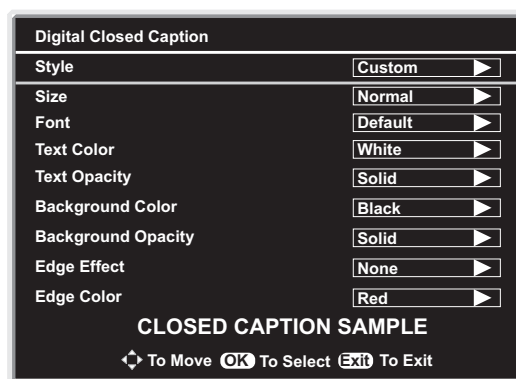 Digital Closed Caption
Style Custom
Size Normal
Font Default
Text Color White
Text Opacity Solid
Background Color Black
Background Opacity Solid
Edge Effect None
Edge Color Red
CLOSED CAPTION SAMPLE
To Move OK To Select Exit To Exit